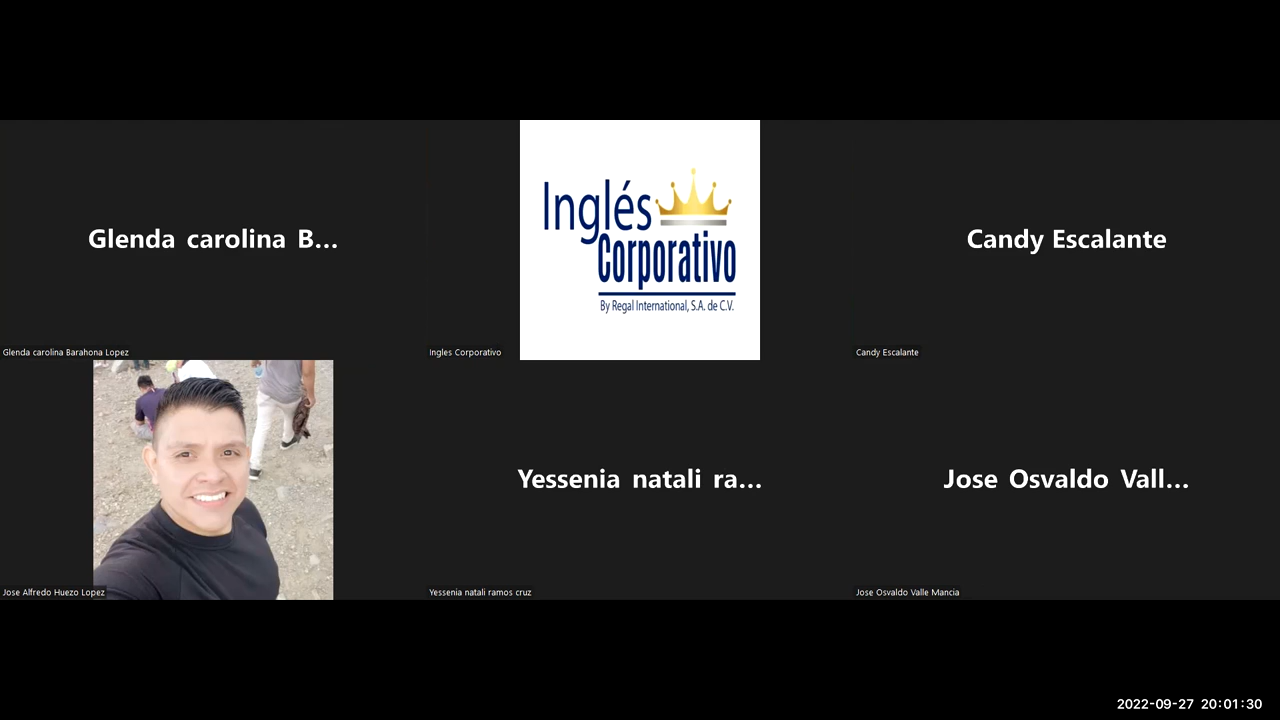 Glenda carolina B...
Glenda carolina Barahona Lopez
Inglés
Corporativo
By Regal International, S.A. de C.V.
Ingles Corporativo
Candy Escalante
Candy Escalante
Jose Alfredo Huezo Lopez
Yessenia natali ra...
Yessenia natali ramos cruz
Jose Osvaldo Vall...
Jose Osvaldo Valle Mancia
2022-09-27 20:01:30